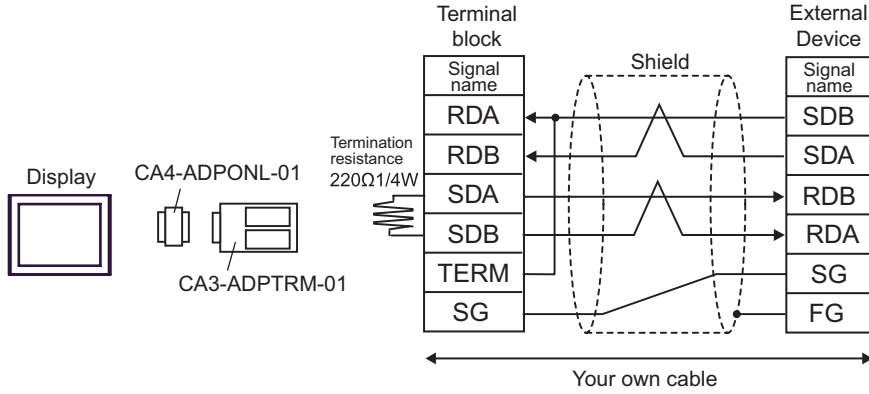 Terminal
block
External
Device
Shield
Signal
name
Signal
name
RDA
SDB
Termination
resistance
220Ω1/4W
RDB
SDA
Display
CA4-ADPONL-01
SDA
RDB
SDB
RDA
CA3-ADPTRM-01
TERM
SG
SG
FG
Your own cable